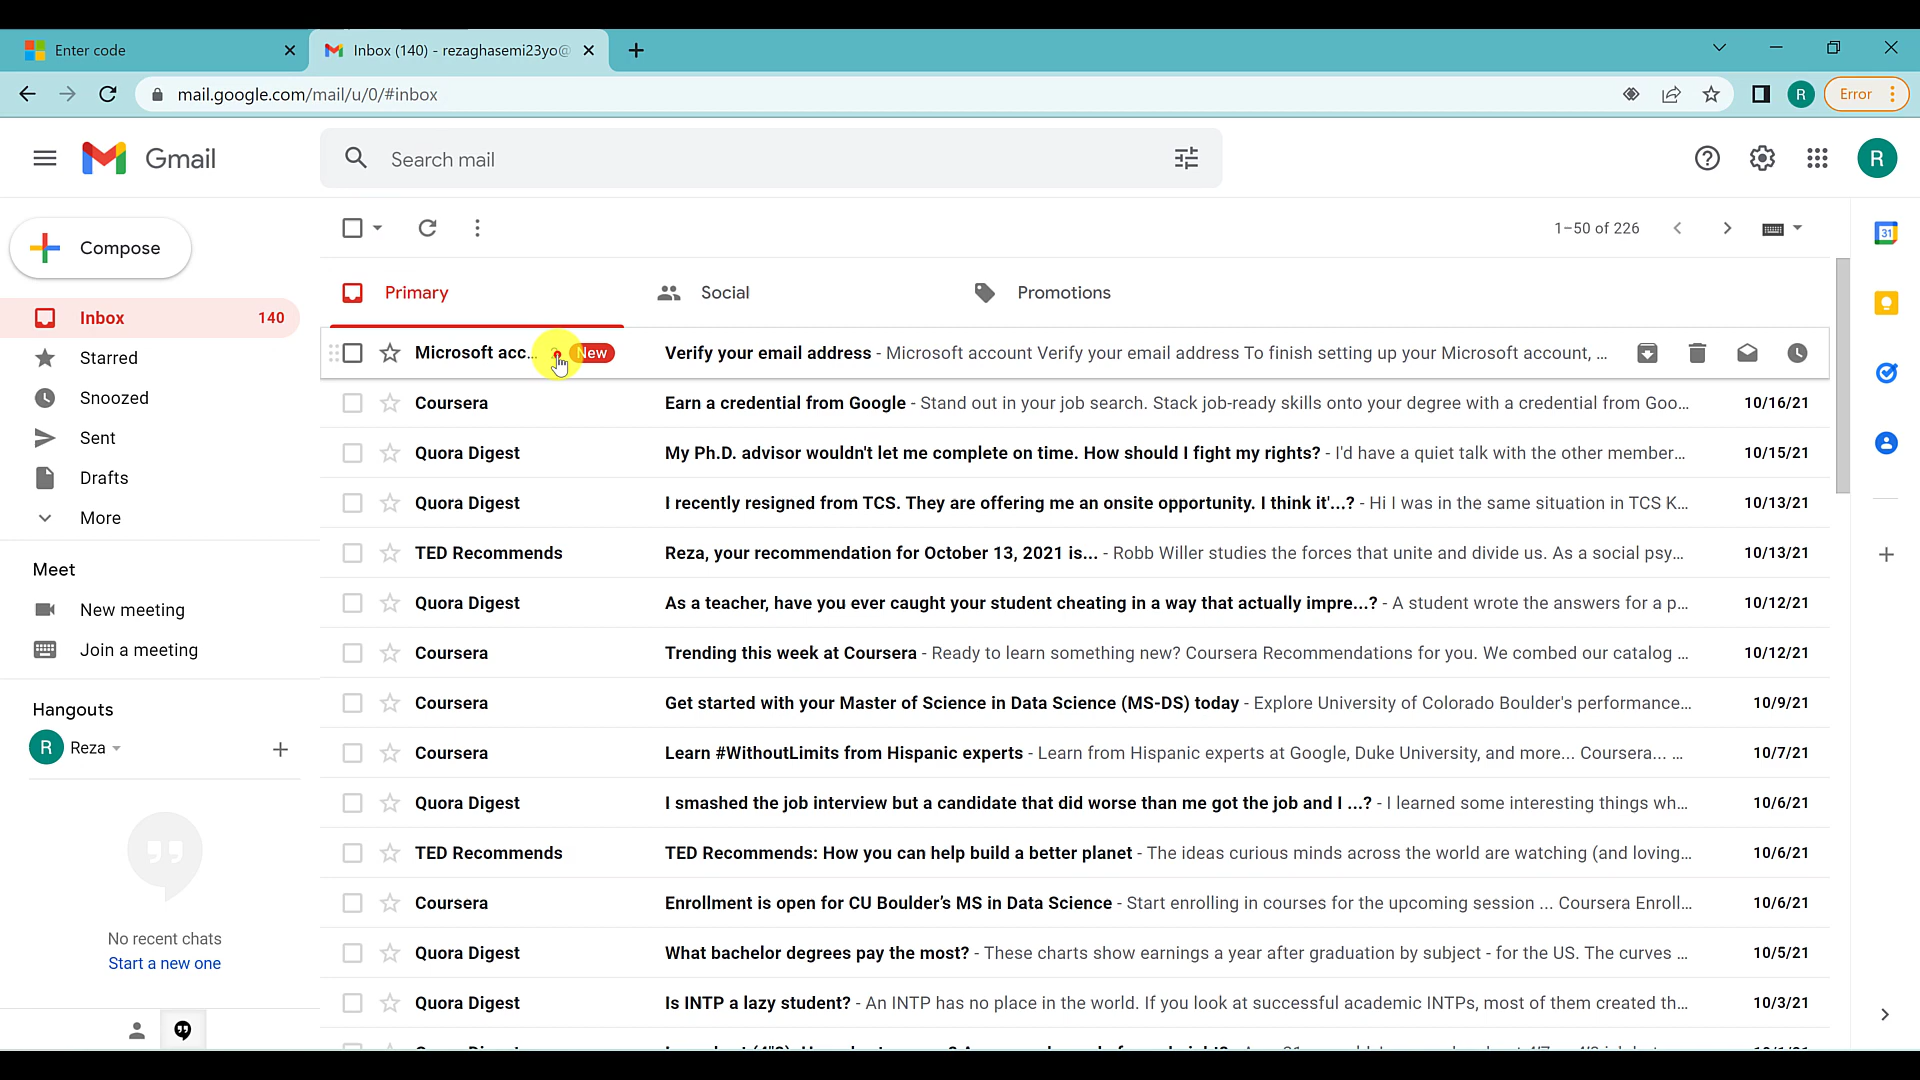 Enter code
Inbox (140) - rezaghasemi23yo@
mail.google.com/mail/u/0/#inbox
R
Error
Gmail
Search mail
R
Compose
1–50 of 226
31
Inbox 140
Starred
Snoozed
Sent
Drafts
More
Meet
New meeting
Join a meeting
Hangouts
R Reza
No recent chats
Start a new one
Primary
Social
Promotions
Microsoft acc... New Verify your email address - Microsoft account Verify your email address To finish setting up your Microsoft account, ...
Coursera Earn a credential from Google - Stand out in your job search. Stack job-ready skills onto your degree with a credential from Goo... 10/16/21
Quora Digest My Ph.D. advisor wouldn't let me complete on time. How should I fight my rights? - I'd have a quiet talk with the other member... 10/15/21
Quora Digest I recently resigned from TCS. They are offering me an onsite opportunity. I think it'...? - Hi I was in the same situation in TCS K... 10/13/21
TED Recommends Reza, your recommendation for October 13, 2021 is... - Robb Willer studies the forces that unite and divide us. As a social psy... 10/13/21
Quora Digest As a teacher, have you ever caught your student cheating in a way that actually impre...? - A student wrote the answers for a p... 10/12/21
Coursera Trending this week at Coursera - Ready to learn something new? Coursera Recommendations for you. We combed our catalog ... 10/12/21
Coursera Get started with your Master of Science in Data Science (MS-DS) today - Explore University of Colorado Boulder's performance... 10/9/21
Coursera Learn #WithoutLimits from Hispanic experts - Learn from Hispanic experts at Google, Duke University, and more... Coursera... ... 10/7/21
Quora Digest I smashed the job interview but a candidate that did worse than me got the job and I ...? - I learned some interesting things wh... 10/6/21
TED Recommends TED Recommends: How you can help build a better planet - The ideas curious minds across the world are watching (and loving... 10/6/21
Coursera Enrollment is open for CU Boulder's MS in Data Science - Start enrolling in courses for the upcoming session ... Coursera Enroll... 10/6/21
Quora Digest What bachelor degrees pay the most? - These charts show earnings a year after graduation by subject - for the US. The curves ... 10/5/21
Quora Digest Is INTP a lazy student? - An INTP has no place in the world. If you look at successful academic INTPs, most of them created th... 10/3/21